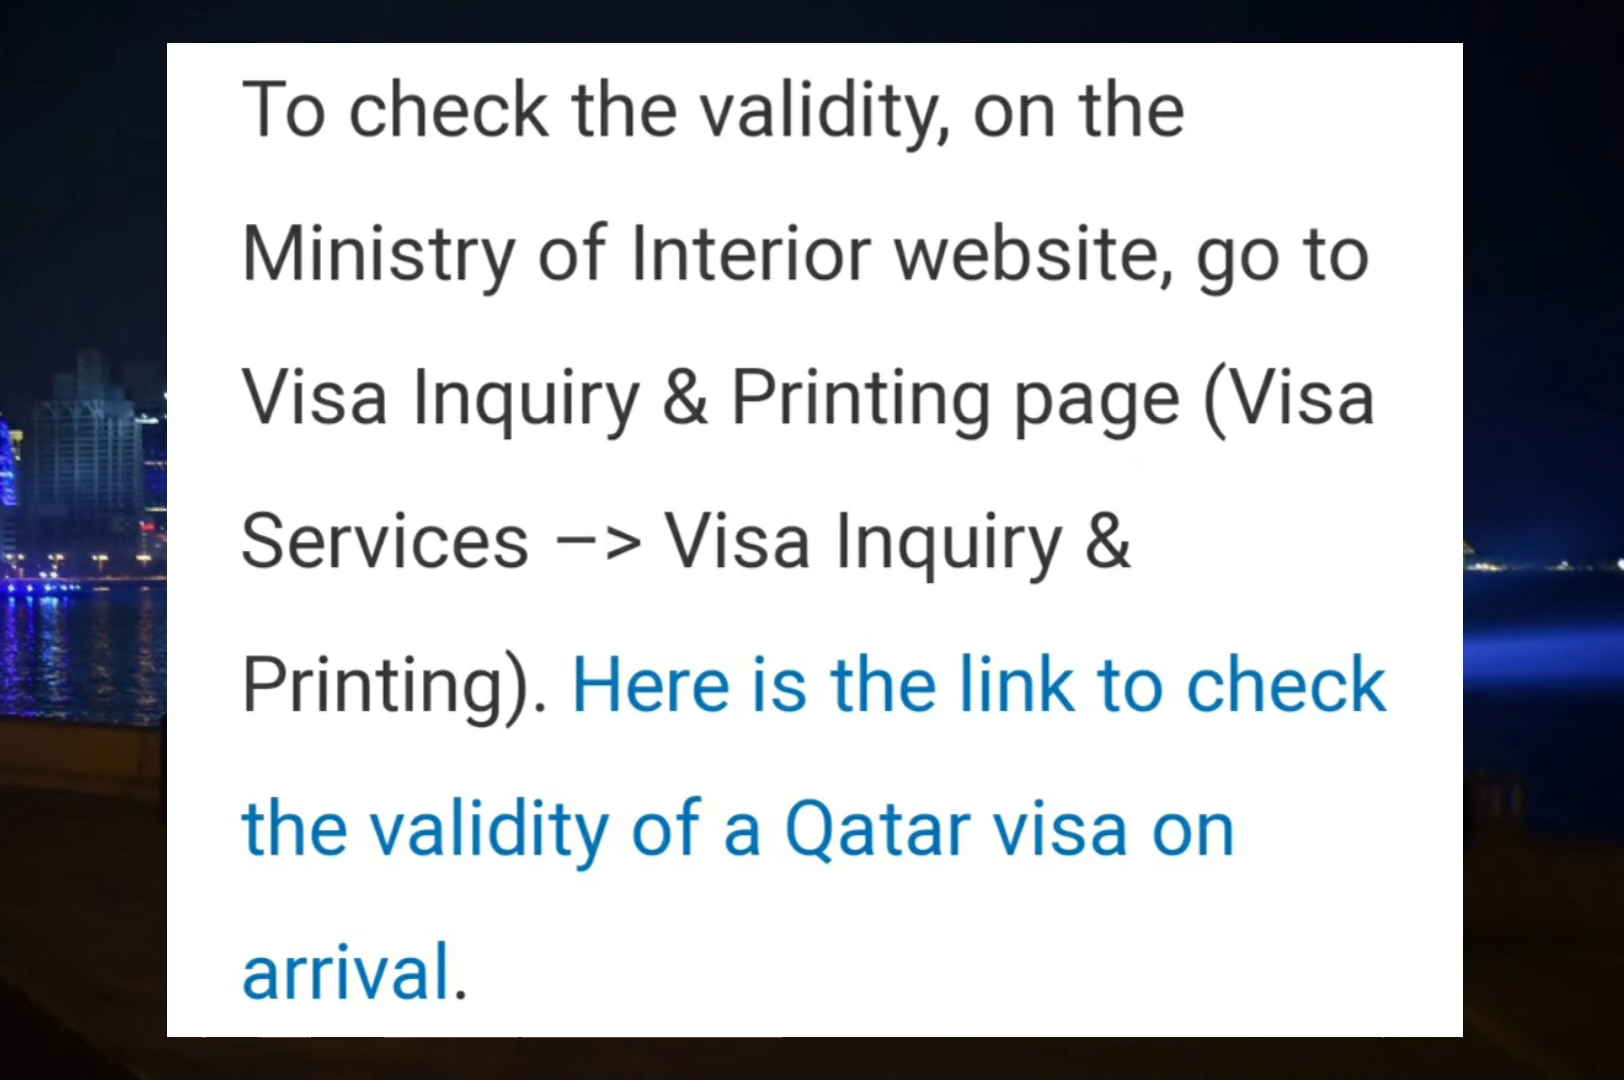 To check the validity, on the
Ministry of Interior website, go to
Visa Inquiry & Printing page (Visa
Services –> Visa Inquiry &
Printing). Here is the link to check
the validity of a Qatar visa on
arrival.